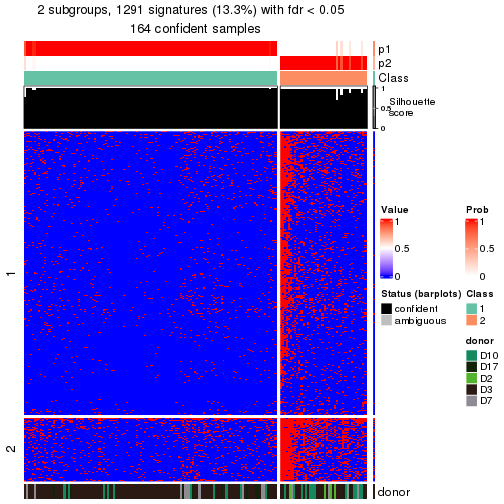 2 subgroups, 1291 signatures (13.3%) with fdr < 0.05
164 confident samples
p1
p2
Class
1
0.5
0
Silhouette
score
1
2
donor
Value
1
0.5
0
Prob
1
0.5
0
Status (barplots)
confident
ambiguous
Class
1
2
donor
D10
D17
D2
D3
D7